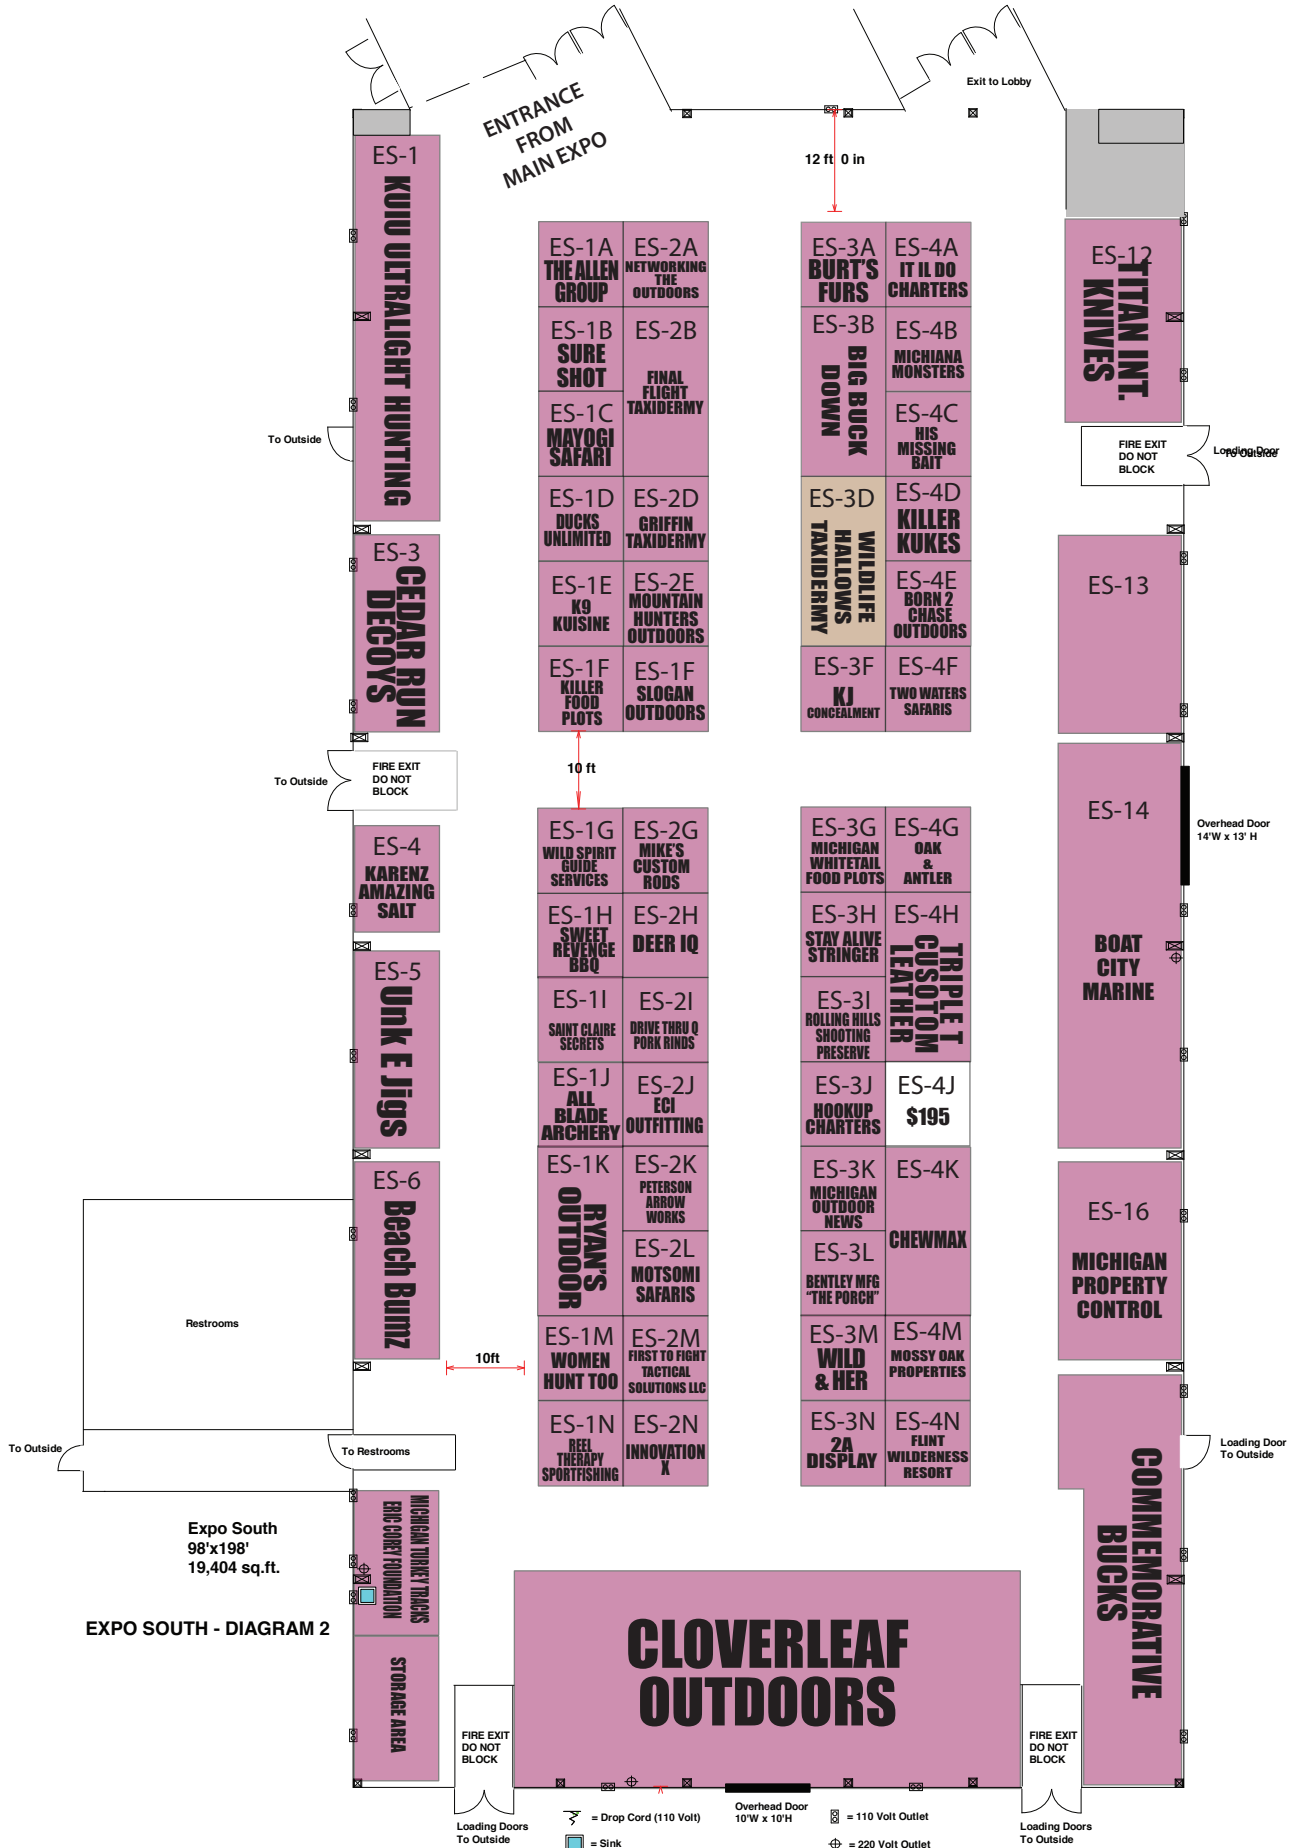 Exit to Lobby
ENTRANCE
FROM
MAIN EXPO
12 ft 0 in
ES-1
KUIU UlTRALIGHT HUNTING
ES-1A
THE ALLEN
GROUP
ES-2A
NETWORKING
THE
OUTDOORS
ES-3A
BURT'S
FURS
ES-4A
IT IL DO
CHARTERS
ES-12
TITAN INT.
KNIVES
ES-1B
SURE
SHOT
ES-2B
FINAL
FLIGHT
TAXIDERMY
ES-3B
BIG BUCK
DOWN
ES-4B
MICHIANA
MONSTERS
ES-1C
MAYOGI
SAFARI
ES-4C
HIS
MISSING
BAIT
To Outside
FIRE EXIT
DO NOT
BLOCK
Loading Door
To Outside
ES-1D
DUCKS
UNLIMITED
ES-2D
GRIFFIN
TAXIDERMY
ES-3D
WILDLIFE
HALLOWS
TAXIDERMY
ES-4D
KILLER
KUKES
ES-3
CEDAR RUN
DECOYS
ES-1E
K9
KUISINE
ES-2E
MOUNTAIN
HUNTERS
OUTDOORS
ES-4E
BORN 2
CHASE
OUTDOORS
ES-13
ES-1F
KILLER
FOOD
PLOTS
ES-1F
SLOGAN
OUTDOORS
ES-3F
KJ
CONCEALMENT
ES-4F
TWO WATERS
SAFARIS
10 ft
To Outside
FIRE EXIT
DO NOT
BLOCK
ES-14
BOAT
CITY
MARINE
Overhead Door
14'W x 13' H
ES-4
KARENZ
AMAZING
SALT
ES-1G
WILD SPIRIT
GUIDE
SERVICES
ES-2G
MIKE'S
CUSTOM
RODS
ES-3G
MICHIGAN
WHITETAIL
FOOD PLOTS
ES-4G
OAK
&
ANTLER
ES-1H
SWEET
REVENGE
BBQ
ES-2H
DEER IQ
ES-3H
STAY ALIVE
STRINGER
ES-4H
TRIPLE T
CUSOTOM
LEATHER
ES-5
Unk E Jigs
ES-1I
SAINT CLAIRE
SECRETS
ES-2I
DRIVE THRU Q
PORK RINDS
ES-3I
ROLLING HILLS
SHOOTING
PRESERVE
ES-1J
ALL
BLADE
ARCHERY
ES-2J
ECI
OUTFITTING
ES-3J
HOOKUP
CHARTERS
ES-4J
$195
ES-6
Beach Bumz
ES-1K
RYAN'S
OUTDOOR
ES-2K
PETERSON
ARROW
WORKS
ES-3K
MICHIGAN
OUTDOOR
NEWS
ES-4K
CHEWMAX
ES-16
MICHIGAN
PROPERTY
CONTROL
ES-2L
MOTSOMI
SAFARIS
ES-3L
BENTLEY MFG
“THE PORCH”
Restrooms
10ft
ES-1M
WOMEN
HUNT TOO
ES-2M
FIRST TO FIGHT
TACTICAL
SOLUTIONS LLC
ES-3M
WILD
& HER
ES-4M
MOSSY OAK
PROPERTIES
ES-1N
REEL
THERAPY
SPORTFISHING
ES-2N
INNOVATION
X
ES-3N
2A
DISPLAY
ES-4N
FLINT
WILDERNESS
RESORT
To Outside
To Restrooms
Loading Door
To Outside
COMMEMORATIVE
BUCKS
MICHIGAN TURKEY TRACKS
ERIC COREY FOUNDATION
Expo South
98'x198'
19,404 sq.ft.
EXPO SOUTH - DIAGRAM 2
CLOVERLEAF
OUTDOORS
STORAGE AREA
FIRE EXIT
DO NOT
BLOCK
FIRE EXIT
DO NOT
BLOCK
Loading Doors
To Outside
= Drop Cord (110 Volt)
= Sink
Overhead Door
10'W x 10'H
= 110 Volt Outlet
= 220 Volt Outlet
Loading Doors
To Outside